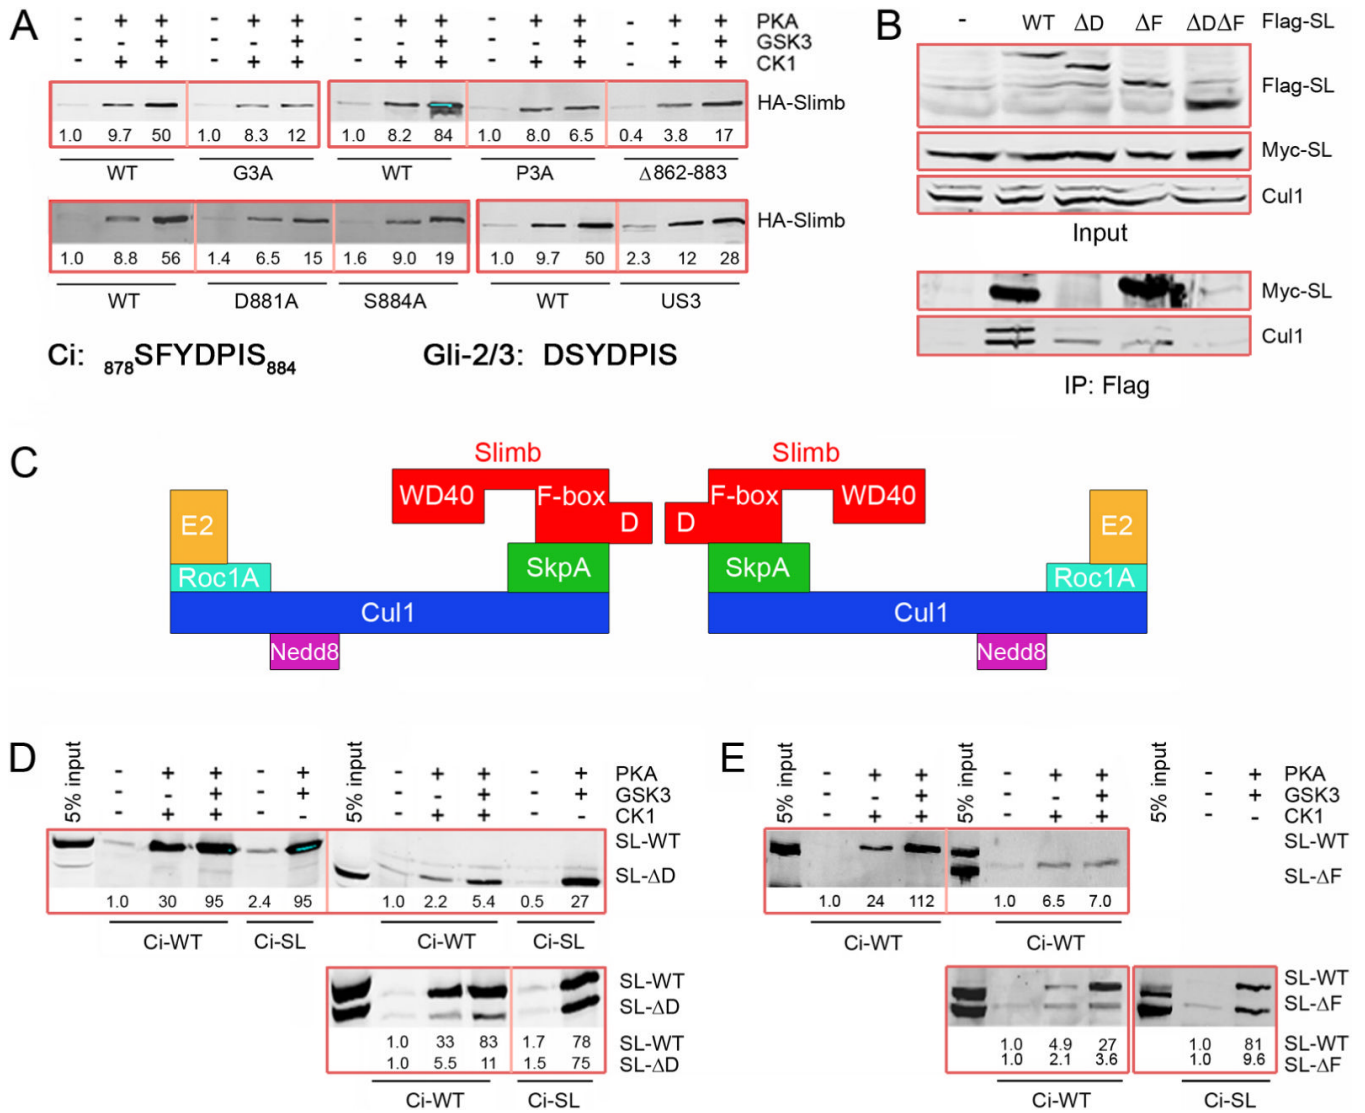 A
- + + - + + - + + - + + - + + PKA
- - + - - + - - + - - + - - + GSK3
- + + - + + - + + - + + - + + CK1
HA-Slimb
1.0 9.7 50 1.0 8.3 12 1.0 8.2 84 1.0 8.0 6.5 0.4 3.8 17
WT G3A WT P3A Δ862-883
HA-Slimb
1.0 8.8 56 1.4 6.5 15 1.6 9.0 19 1.0 9.7 50 2.3 12 28
WT D881A S884A WT US3
Ci: 878SFYDPIS884 Gli-2/3: DSYDPIS
B
- WT ΔD ΔF ΔDΔF Flag-SL
Flag-SL
Myc-SL
Cul1
Input
Myc-SL
Cul1
IP: Flag
C
Slimb Slimb
WD40 F-box D D F-box WD40
E2 E2
Roc1A SkpA SkpA Roc1A
Cul1 Cul1
Nedd8 Nedd8
D
5% input - + + - + 5% input - + + - + PKA
- - + - + - - + - + GSK3
- + + - - - + + - - CK1
SL-WT
SL-ΔD
1.0 30 95 2.4 95 1.0 2.2 5.4 0.5 27
Ci-WT Ci-SL Ci-WT Ci-SL
SL-WT
SL-ΔD
1.0 33 83 1.7 78 SL-WT
1.0 5.5 11 1.5 75 SL-ΔD
Ci-WT Ci-SL
E
5% input - + + 5% input - + + 5% input - + PKA
- - + - - + - + GSK3
- + + - + + - - CK1
SL-WT
SL-ΔF
1.0 24 112 1.0 6.5 7.0
Ci-WT Ci-WT
SL-WT
SL-ΔF
1.0 4.9 27 1.0 81 SL-WT
1.0 2.1 3.6 1.0 9.6 SL-ΔF
Ci-WT Ci-SL